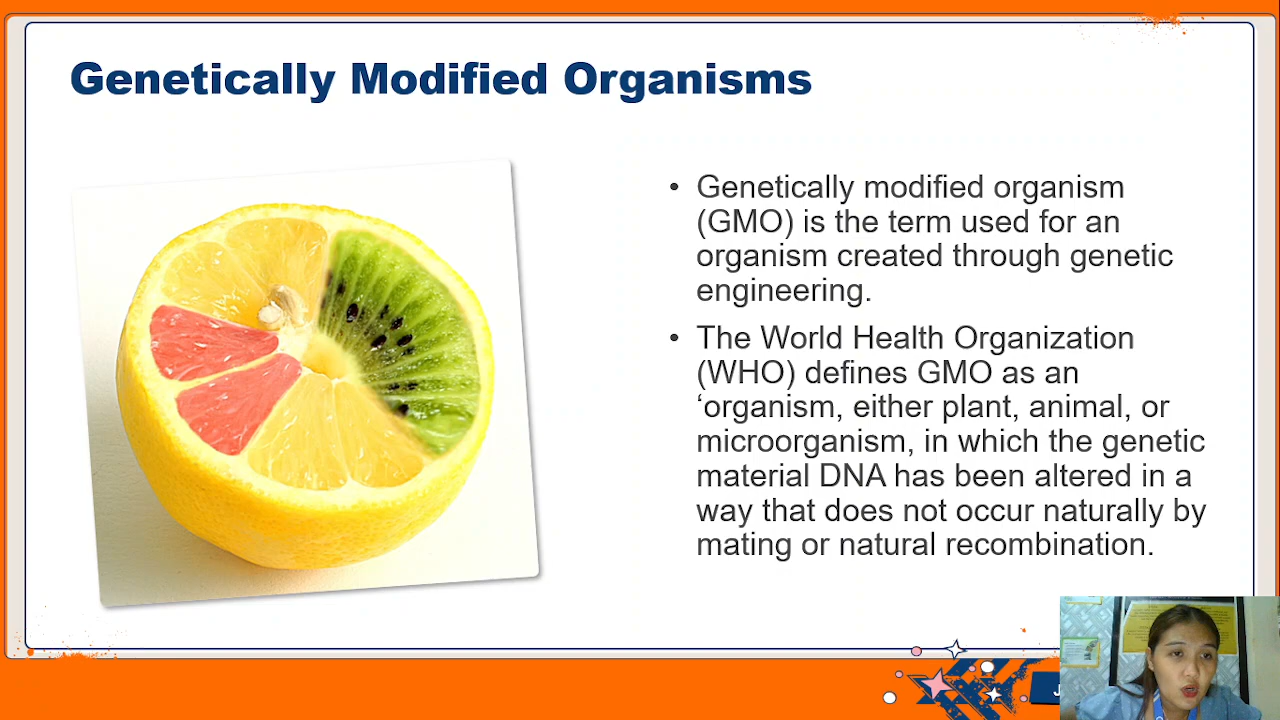 Genetically Modified Organisms
• Genetically modified organism
(GMO) is the term used for an
organism created through genetic
engineering.
• The World Health Organization
(WHO) defines GMO as an
‘organism, either plant, animal, or
microorganism, in which the genetic
material DNA has been altered in a
way that does not occur naturally by
mating or natural recombination.
J